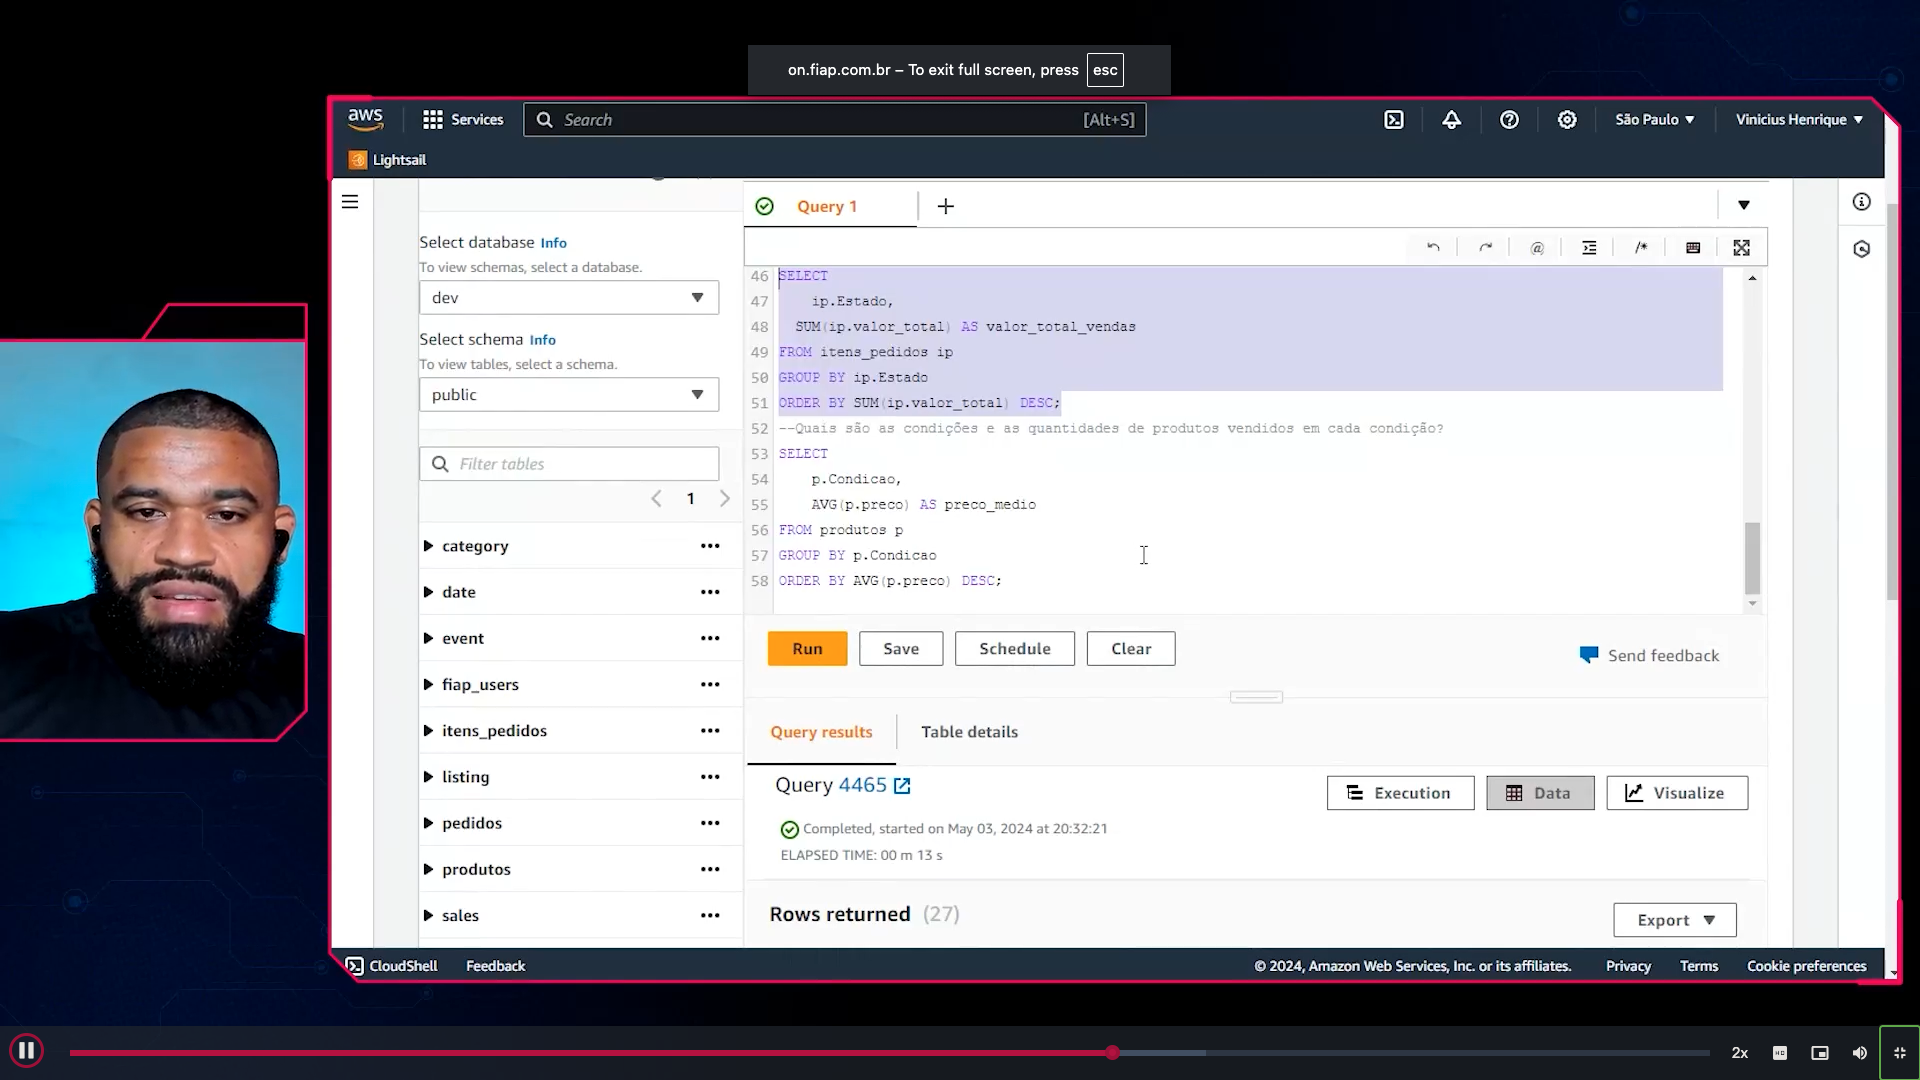 on.fiap.com.br – To exit full screen, press esc
aws
Services
Search
[Alt+S]
São Paulo
Vinicius Henrique
Lightsail
Select database Info
To view schemas, select a database.
dev
Select schema Info
To view tables, select a schema.
public
Filter tables
1
category
date
event
fiap_users
itens_pedidos
listing
pedidos
produtos
sales
Query 1
46 SELECT
47 ip.Estado,
48 SUM(ip.valor_total) AS valor_total_vendas
49 FROM itens_pedidos ip
50 GROUP BY ip.Estado
51 ORDER BY SUM(ip.valor_total) DESC;
52 --Quais são as condições e as quantidades de produtos vendidos em cada condição?
53 SELECT
54 p.Condicao,
55 AVG(p.preco) AS preco_medio
56 FROM produtos p
57 GROUP BY p.Condicao
58 ORDER BY AVG(p.preco) DESC;
Run
Save
Schedule
Clear
Send feedback
Query results
Table details
Query 4465
Execution
Data
Visualize
Completed, started on May 03, 2024 at 20:32:21
ELAPSED TIME: 00 m 13 s
Rows returned (27)
Export
CloudShell
Feedback
© 2024, Amazon Web Services, Inc. or its affiliates.
Privacy
Terms
Cookie preferences
2x